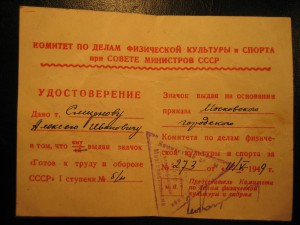 КОМИТЕТ ПО ДЕЛАМ ФИЗИЧЕСКОЙ КУЛЬТУРЫ и СПОРТА
при СОВЕТЕ МИНИСТРОВ СССР
УДОСТОВЕРЕНИЕ
Дано т.
Алексею Ивановичу
в том, что ему выдан значок
«Готов к труду и обороне
СССР» I ступени № б/н
Значок выдан на основании
приказа Московского
городского
Комитета по делам физиче-
ской культуры и спорта за
№ 273 1949 г.
Председатель Комитета
по делам физической
культуры и спорта